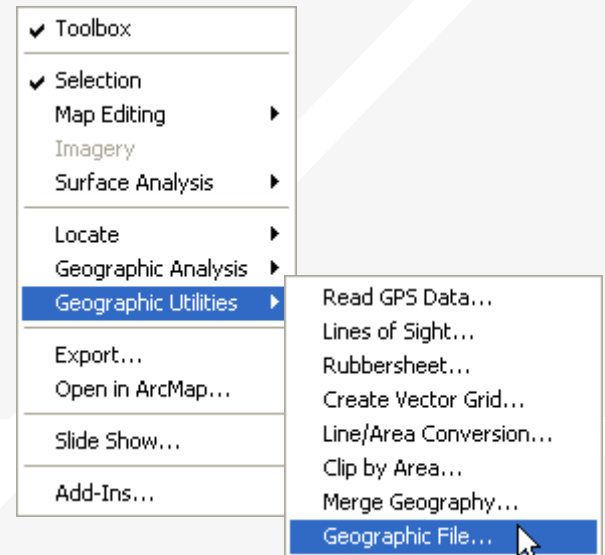 Toolbox
Selection
Map Editing
Imagery
Surface Analysis
Locate
Geographic Analysis
Geographic Utilities
Export...
Open in ArcMap...
Slide Show...
Add-Ins...
Read GPS Data...
Lines of Sight...
Rubbersheet...
Create Vector Grid...
Line/Area Conversion...
Clip by Area...
Merge Geography...
Geographic File...